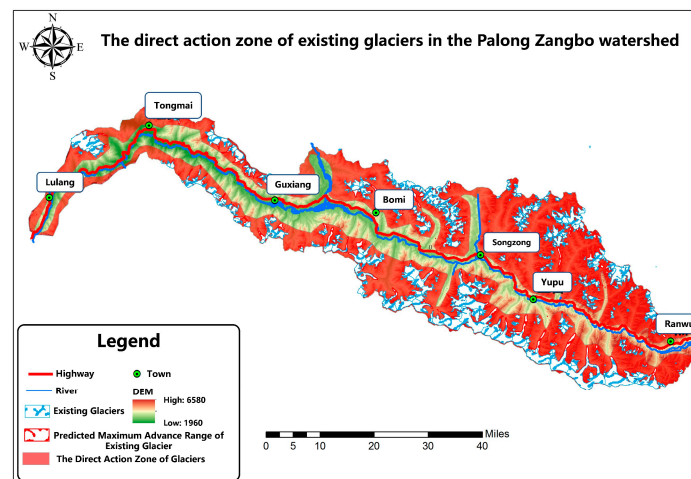 N
W E
S
The direct action zone of existing glaciers in the Palong Zangbo watershed
Tongmai
Lulang
Guxiang
Bomi
Songzong
Yupu
Ranwu
Legend
Highway Town
River DEM
Existing Glaciers High: 6580
Low: 1960
Predicted Maximum Advance Range of
Existing Glacier
The Direct Action Zone of Glaciers
Miles
0 5 10 20 30 40